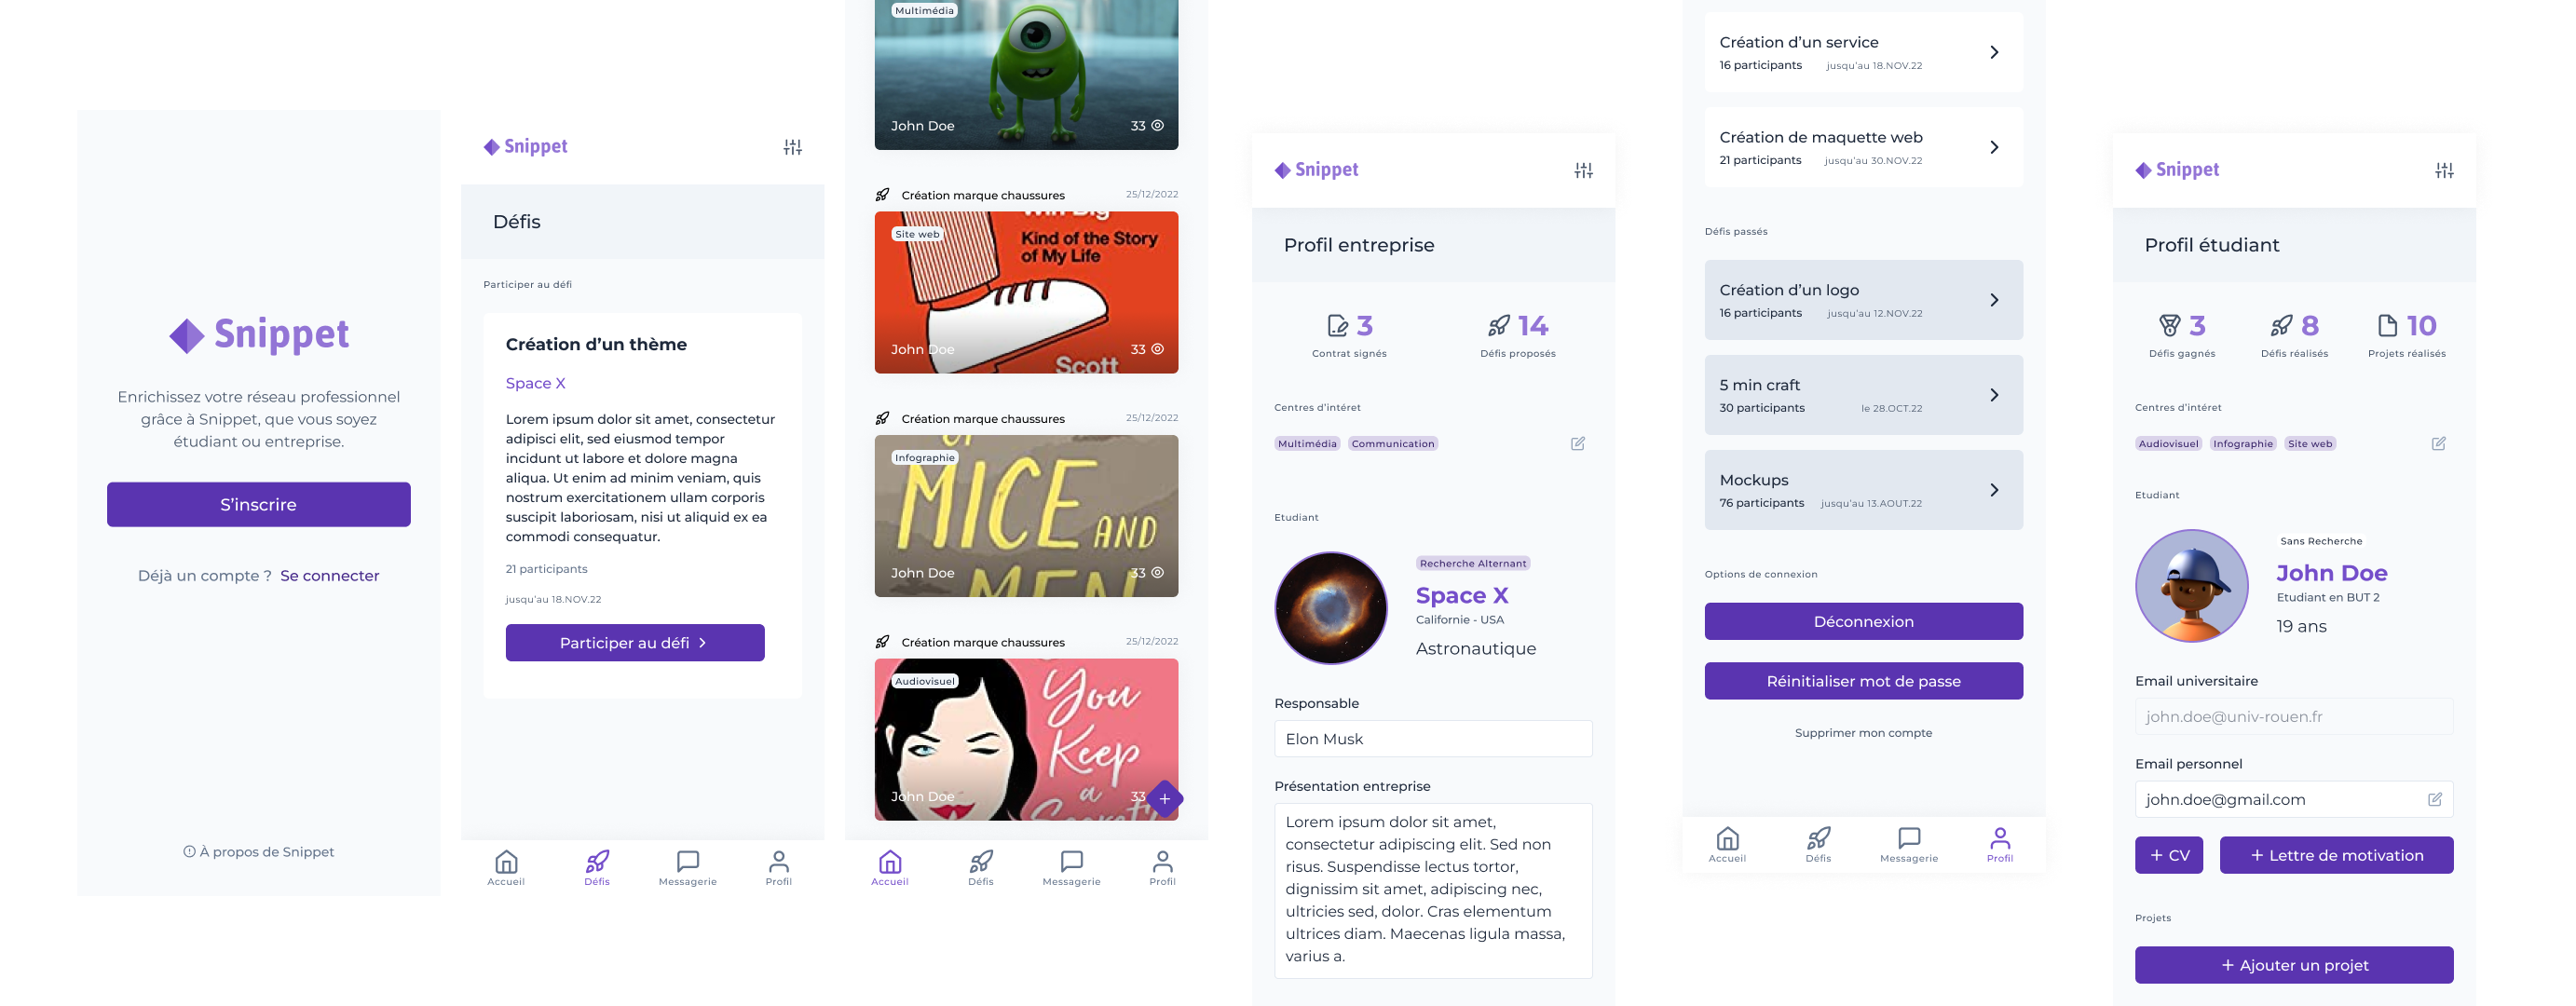 Snippet
Enrichissez votre réseau professionnel
grâce à Snippet, que vous soyez
étudiant ou entreprise.
S'inscrire
Déjà un compte ? Se connecter
À propos de Snippet
Snippet
Défis
Participer au défi
Création d'un thème
Space X
Lorem ipsum dolor sit amet, consectetur
adipisci elit, sed eiusmod tempor
incidunt ut labore et dolore magna
aliqua. Ut enim ad minim veniam, quis
nostrum exercitationem ullam corporis
suscipit laboriosam, nisi ut aliquid ex ea
commodi consequatur.
21 participants
jusqu'au 18.NOV.22
Participer au défi
Accueil Défis Messagerie Profil
Multimédia
John Doe 33
Création marque chaussures 25/12/2022
Site web
Kind of the Story
of My Life
John Doe 33
Scott
Création marque chaussures 25/12/2022
Infographie
OF
MICE AND
MEN
John Doe 33
Création marque chaussures 25/12/2022
Audiovisuel
You
Keep
a
John Doe 33
Accueil Défis Messagerie Profil
Snippet
Profil entreprise
3 14
Contrat signés Défis proposés
Centres d'intéret
Multimédia Communication
Etudiant
Recherche Alternant
Space X
Californie - USA
Astronautique
Responsable
Elon Musk
Présentation entreprise
Lorem ipsum dolor sit amet,
consectetur adipiscing elit. Sed non
risus. Suspendisse lectus tortor,
dignissim sit amet, adipiscing nec,
ultricies sed, dolor. Cras elementum
ultrices diam. Maecenas ligula massa,
varius a.
Création d'un service
16 participants jusqu'au 18.NOV.22
Création de maquette web
21 participants jusqu'au 30.NOV.22
Défis passés
Création d'un logo
16 participants jusqu'au 12.NOV.22
5 min craft
30 participants le 28.OCT.22
Mockups
76 participants jusqu'au 13.AOUT.22
Options de connexion
Déconnexion
Réinitialiser mot de passe
Supprimer mon compte
Accueil Défis Messagerie Profil
Snippet
Profil étudiant
3 8 10
Défis gagnés Défis réalisés Projets réalisés
Centres d'intéret
Audiovisuel Infographie Site web
Etudiant
Sans Recherche
John Doe
Etudiant en BUT 2
19 ans
Email universitaire
john.doe@univ-rouen.fr
Email personnel
john.doe@gmail.com
+ CV + Lettre de motivation
Projets
+ Ajouter un projet